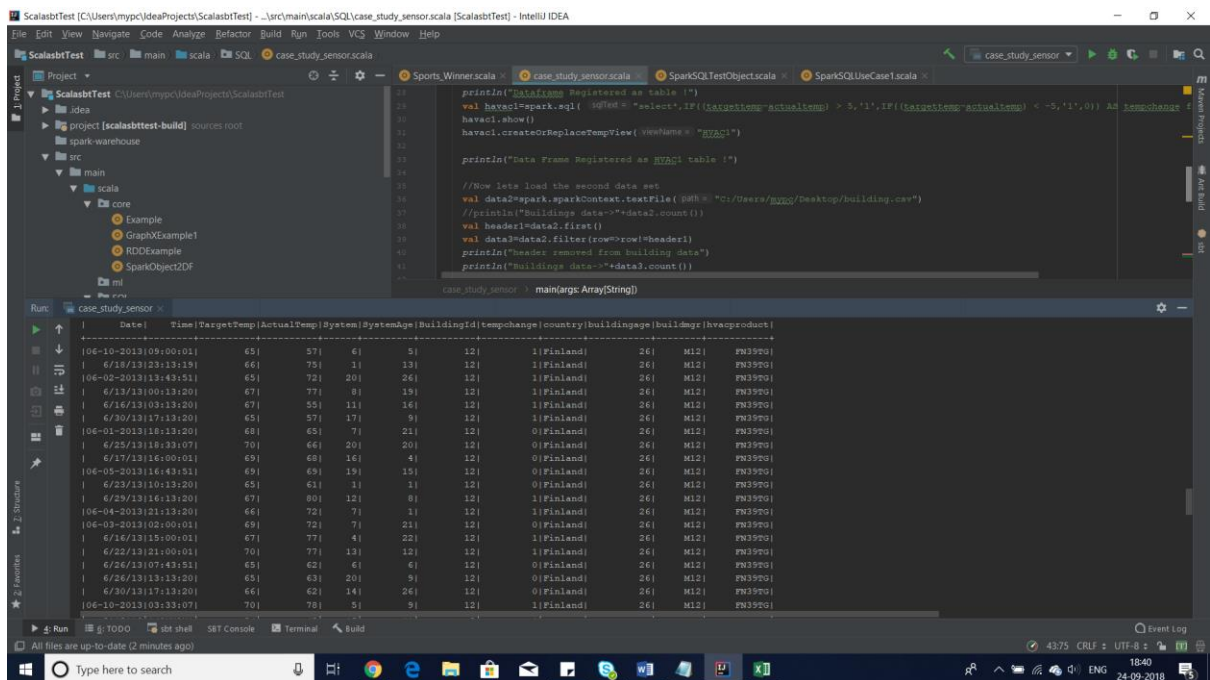 ScalasbtTest [C:\Users\mypc\IdeaProjects\ScalasbtTest] - ...\src\main\scala\SQL\case_study_sensor.scala [ScalasbtTest] - IntelliJ IDEA
File Edit View Navigate Code Analyze Refactor Build Run Tools VCS Window Help
ScalasbtTest src main scala SQL case_study_sensor.scala
case_study_sensor
Project
Sports_Winner.scala case_study_sensor.scala SparkSQLTestObject.scala SparkSQLUseCase1.scala
ScalasbtTest C:\Users\mypc\IdeaProjects\ScalasbtTest
.idea
project [scalasbttest-build] sources root
spark-warehouse
src
main
scala
core
Example
GraphXExample1
RDDExample
SparkObject2DF
ml
SQL
println("Dataframe Registered as table !")
val havac1=spark.sql( sqlText = "select*,IF((targettemp-actualtemp) > 5,'1',IF((targettemp-actualtemp) < -5,'1',0)) AS tempchange f
havac1.show()
havac1.createOrReplaceTempView( viewName = "HVAC1")
println("Data Frame Registered as HVAC1 table !")
//Now lets load the second data set
val data2=spark.sparkContext.textFile( path = "C:/Users/mypc/Desktop/building.csv")
//println("Buildings data->"+data2.count())
val header1=data2.first()
val data3=data2.filter(row=>row!=header1)
println("header removed from building data")
println("Buildings data->"+data3.count())
case_study_sensor > main(args: Array[String])
1: Project
Maven Projects
Ant Build
sbt
Run: case_study_sensor
| Date| Time|TargetTemp|ActualTemp|System|SystemAge|BuildingId|tempchange|country|buildingage|buildmgr|hvacproduct|
|06-10-2013|09:00:01| 65| 57| 6| 5| 12| 1|Finland| 26| M12| FN39TG|
| 6/18/13|23:13:19| 66| 75| 1| 13| 12| 1|Finland| 26| M12| FN39TG|
|06-02-2013|13:43:51| 65| 72| 20| 26| 12| 1|Finland| 26| M12| FN39TG|
| 6/13/13|00:13:20| 67| 77| 8| 19| 12| 1|Finland| 26| M12| FN39TG|
| 6/16/13|03:13:20| 67| 55| 11| 16| 12| 1|Finland| 26| M12| FN39TG|
| 6/30/13|17:13:20| 65| 57| 17| 9| 12| 1|Finland| 26| M12| FN39TG|
|06-01-2013|18:13:20| 68| 65| 7| 21| 12| 0|Finland| 26| M12| FN39TG|
| 6/25/13|18:33:07| 70| 66| 20| 20| 12| 0|Finland| 26| M12| FN39TG|
| 6/17/13|16:00:01| 69| 68| 16| 4| 12| 0|Finland| 26| M12| FN39TG|
|06-05-2013|16:43:51| 69| 69| 19| 15| 12| 0|Finland| 26| M12| FN39TG|
| 6/23/13|10:13:20| 65| 61| 1| 1| 12| 0|Finland| 26| M12| FN39TG|
| 6/29/13|16:13:20| 67| 80| 12| 8| 12| 1|Finland| 26| M12| FN39TG|
|06-04-2013|21:13:20| 66| 72| 7| 1| 12| 1|Finland| 26| M12| FN39TG|
|06-03-2013|02:00:01| 69| 72| 7| 21| 12| 0|Finland| 26| M12| FN39TG|
| 6/16/13|15:00:01| 67| 77| 4| 22| 12| 1|Finland| 26| M12| FN39TG|
| 6/22/13|21:00:01| 70| 77| 13| 12| 12| 1|Finland| 26| M12| FN39TG|
| 6/26/13|07:43:51| 65| 62| 6| 6| 12| 0|Finland| 26| M12| FN39TG|
| 6/26/13|13:13:20| 65| 63| 20| 9| 12| 0|Finland| 26| M12| FN39TG|
| 6/30/13|07:13:20| 66| 62| 14| 26| 12| 0|Finland| 26| M12| FN39TG|
|06-10-2013|03:33:07| 70| 78| 5| 9| 12| 1|Finland| 26| M12| FN39TG|
7: Structure
2: Favorites
4: Run 6: TODO sbt shell SBT Console Terminal Build
Event Log
All files are up-to-date (2 minutes ago)
43:75 CRLF UTF-8
Type here to search
ENG
18:40
24-09-2018